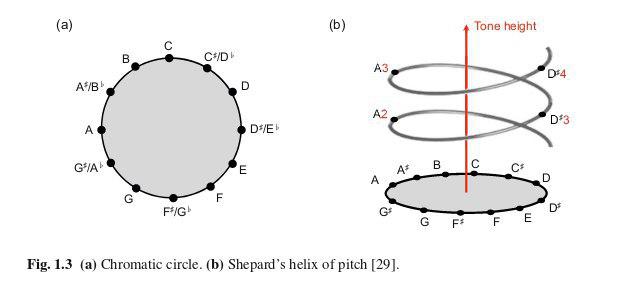 (a)
C
B
C♯/D♭
A♯/B♭
D
A
D♯/E♭
G♯/A♭
E
G
F
F♯/G♭
(b)
Tone height
A3
D♯4
A2
D♯3
B
C
A♯
C♯
A
D
G♯
D♯
G
F♯
F
E
Fig. 1.3 (a) Chromatic circle. (b) Shepard's helix of pitch [29].